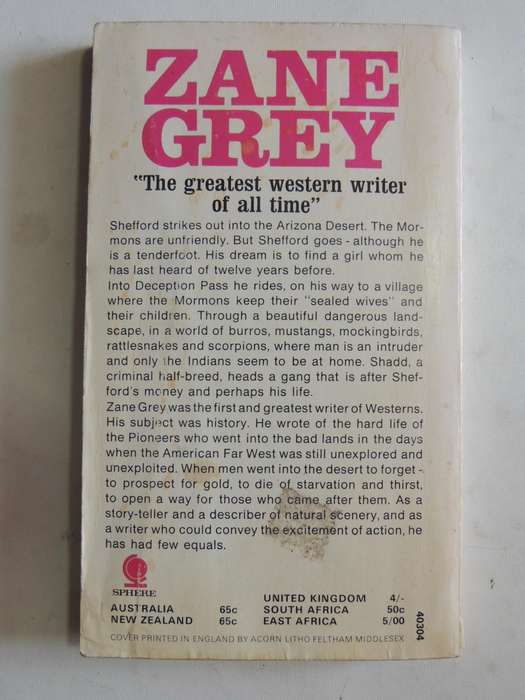 ZANE
GREY
"The greatest western writer
of all time"
Shefford strikes out into the Arizona Desert. The Mor-
mons are unfriendly. But Shefford goes - although he
is a tenderfoot. His dream is to find a girl whom he
has last heard of twelve years before.
Into Deception Pass he rides, on his way to a village
where the Mormons keep their "sealed wives" and
their children. Through a beautiful dangerous land-
scape, in a world of burros, mustangs, mockingbirds,
rattlesnakes and scorpions, where man is an intruder
and only the Indians seem to be at home. Shadd, a
criminal half-breed, heads a gang that is after Shef-
ford's money and perhaps his life.
Zane Grey was the first and greatest writer of Westerns.
His subject was history. He wrote of the hard life of
the Pioneers who went into the bad lands in the days
when the American Far West was still unexplored and
unexploited. When men went into the desert to forget -
to prospect for gold, to die of starvation and thirst,
to open a way for those who came after them. As a
story-teller and a describer of natural scenery, and as
a writer who could convey the excitement of action, he
has had few equals.
SPHERE
AUSTRALIA 65c
NEW ZEALAND 65c
UNITED KINGDOM 4/-
SOUTH AFRICA 50c
EAST AFRICA 5/00
40304
COVER PRINTED IN ENGLAND BY ACORN LITHO FELTHAM MIDDLESEX